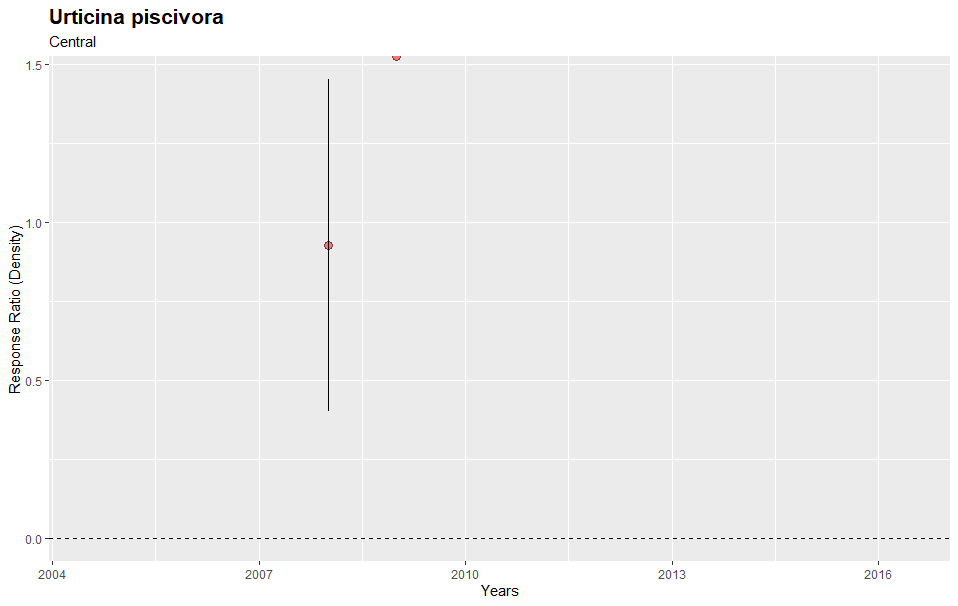 Urticina piscivora
Central
Response Ratio (Density)
1.5
1.0
0.5
0.0
2004 2007 2010 2013 2016
Years